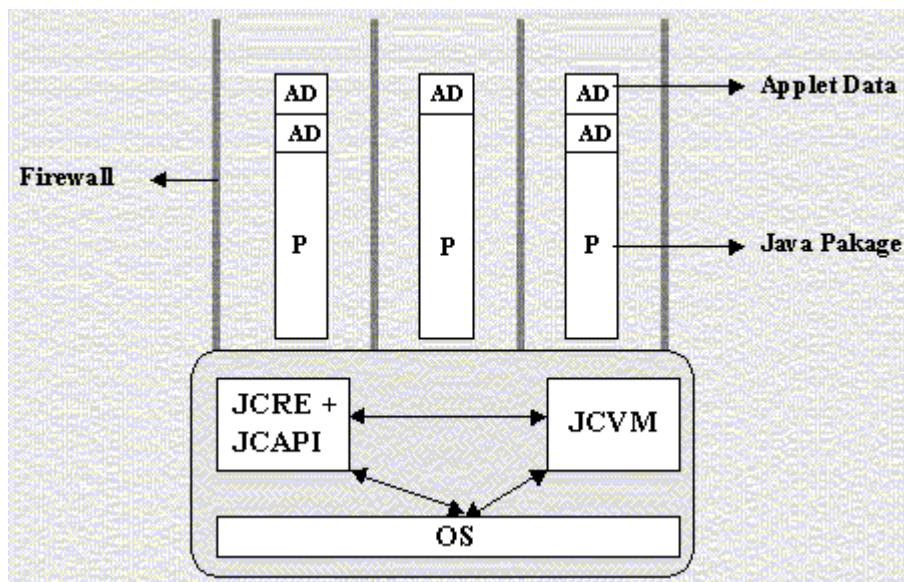 AD AD AD Applet Data
AD AD
Firewall
P P P Java Pakage
JCRE +
JCAPI
JCVM
OS